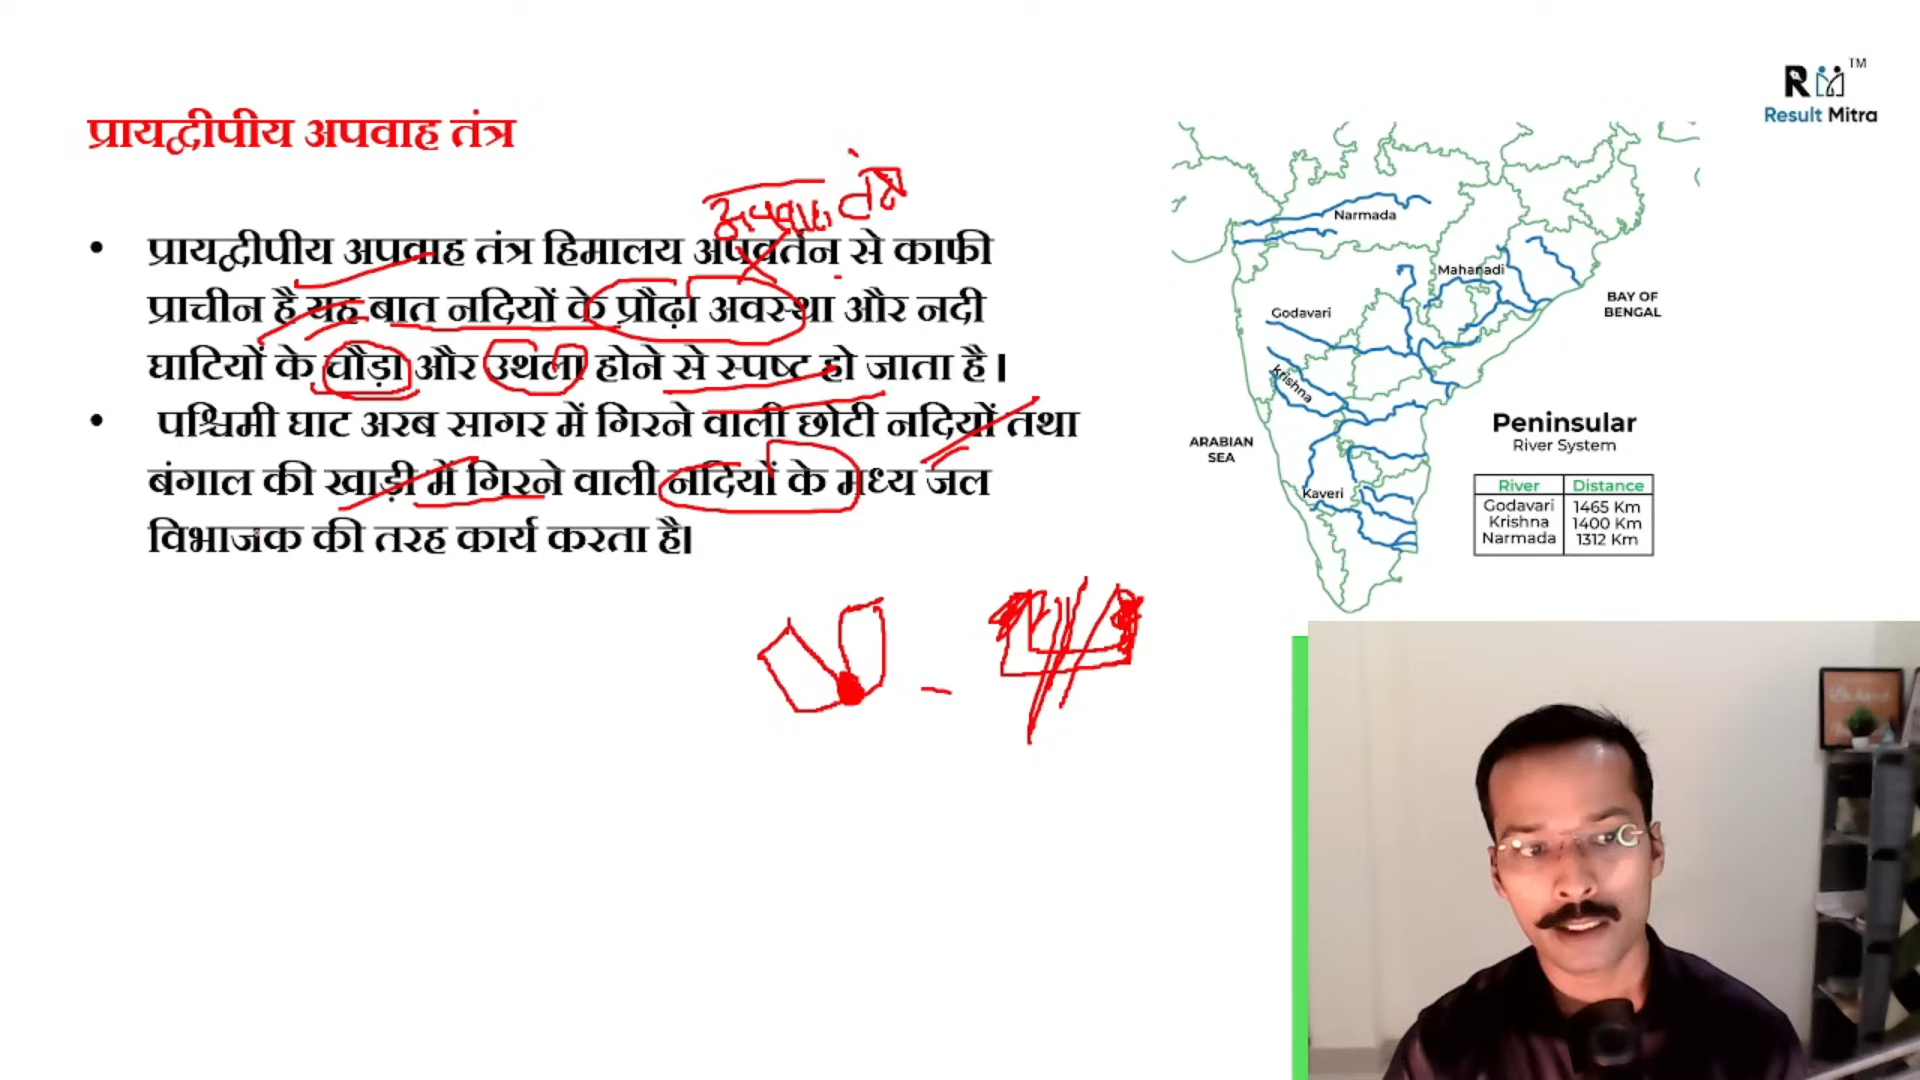 R TM
Result Mitra
प्रायद्वीपीय अपवाह तंत्र
अपवाह तंत्र
प्रायद्वीपीय अपवाह तंत्र हिमालय अपवर्तन से काफी
प्राचीन है यह बात नदियों के प्रौढ़ा अवस्था और नदी
घाटियों के चौड़ा और उथला होने से स्पष्ट हो जाता है।
पश्चिमी घाट अरब सागर में गिरने वाली छोटी नदियों तथा
बंगाल की खाड़ी में गिरने वाली नदियों के मध्य जल
विभाजक की तरह कार्य करता है।
Narmada
Mahanadi
Godavari
Krishna
Kaveri
BAY OF
BENGAL
ARABIAN
SEA
Peninsular
River System
River Distance
Godavari 1465 Km
Krishna 1400 Km
Narmada 1312 Km